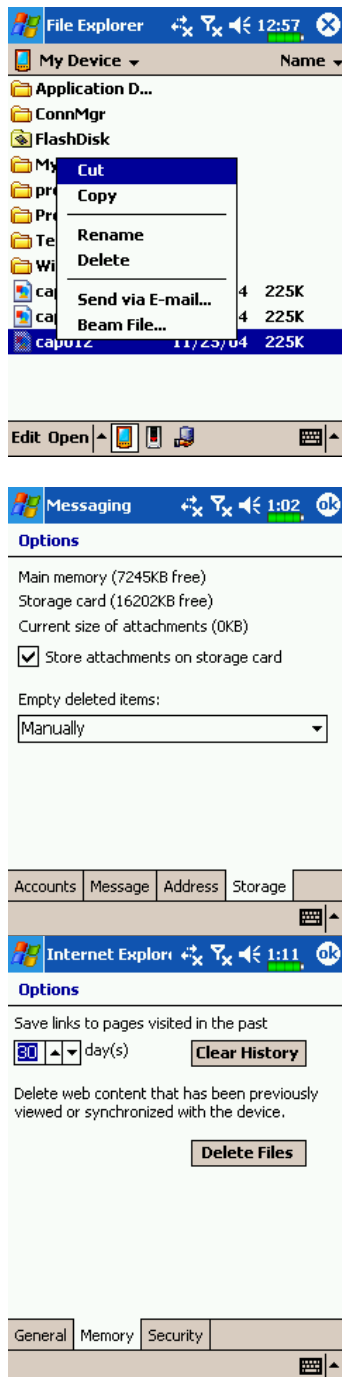 File Explorer 12:57
My Device Name
Application D...
ConnMgr
FlashDisk
My
Cut
Copy
Rename
Delete
Send via E-mail...
Beam File...
pr
Pr
Te
Wi
ca 4 225K
ca 4 225K
cap012 11/25/04 225K
Edit Open
Messaging 1:02 ok
Options
Main memory (7245KB free)
Storage card (16202KB free)
Current size of attachments (0KB)
Store attachments on storage card
Empty deleted items:
Manually
Accounts Message Address Storage
Internet Explor 1:11 ok
Options
Save links to pages visited in the past
30 day(s) Clear History
Delete web content that has been previously
viewed or synchronized with the device.
Delete Files
General Memory Security